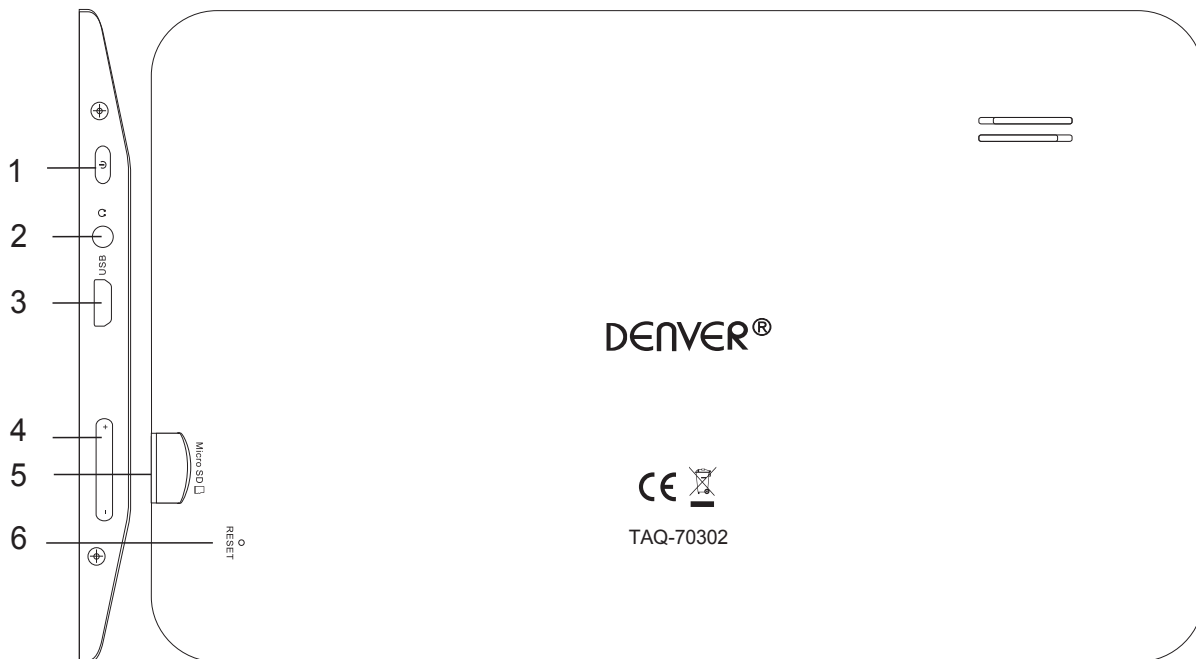 1
2
USB
3
4
+
Micro SD
5
-
6
RESET
DENVER®
CE
TAQ-70302